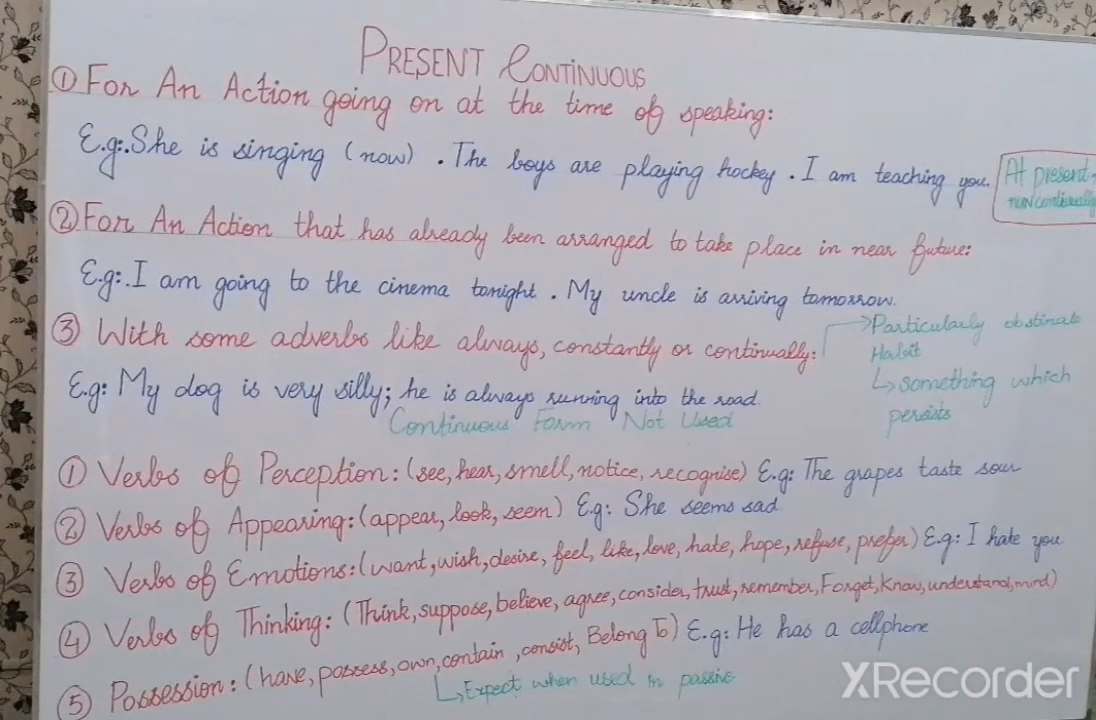 PRESENT CONTINUOUS
① For An Action going on at the time of speaking:
E.g:. She is singing (now) . The boys are playing hockey . I am teaching you.
At present
non continually
② For An Action that has already been arranged to take place in near future:
E.g:. I am going to the cinema tonight . My uncle is arriving tomorrow.
③ With some adverbs like always, constantly or continually:
→ Particularly obstinate
Habit
↳ something which
persists
E.g: My dog is very silly; he is always running into the road.
Continuous Form Not Used
① Verbs of Perception: (see, hear, smell, notice, recognise) E.g: The grapes taste sour
② Verbs of Appearing: (appear, look, seem) E.g: She seems sad
③ Verbs of Emotions: (want, wish, desire, feel, like, love, hate, hope, refuse, prefer) E.g: I hate you.
④ Verbs of Thinking: (Think, suppose, believe, agree, consider, trust, remember, Forget, Know, understand, mind)
⑤ Possession: (have, possess, own, contain, consist, Belong To) E.g: He has a cellphone
↳ Expect when used in passive.
XRecorder